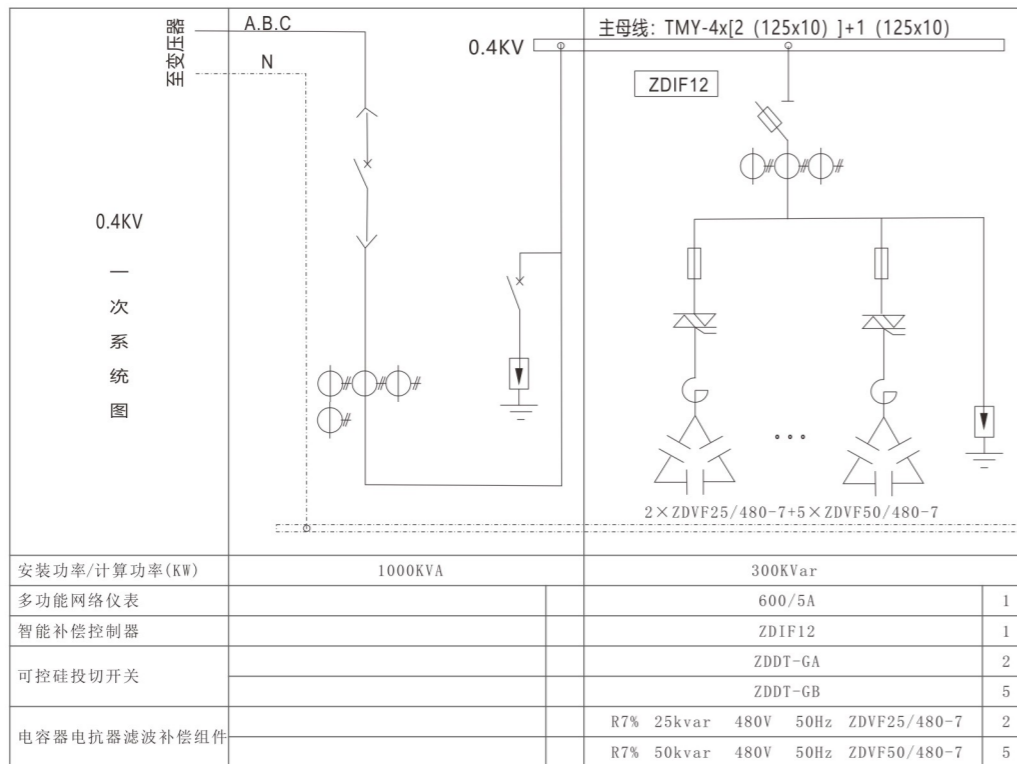 至变压器
A.B.C
N
0.4KV
主母线: TMY-4x[2 (125x10) ]+1 (125x10)
ZDIF12
0.4KV
一
次
系
统
图
2×ZDVF25/480-7+5×ZDVF50/480-7
安装功率/计算功率(KW) 1000KVA 300KVar
多功能网络仪表 600/5A 1
智能补偿控制器 ZDIF12 1
可控硅投切开关 ZDDT-GA 2
ZDDT-GB 5
电容器电抗器滤波补偿组件 R7% 25kvar 480V 50Hz ZDVF25/480-7 2
R7% 50kvar 480V 50Hz ZDVF50/480-7 5